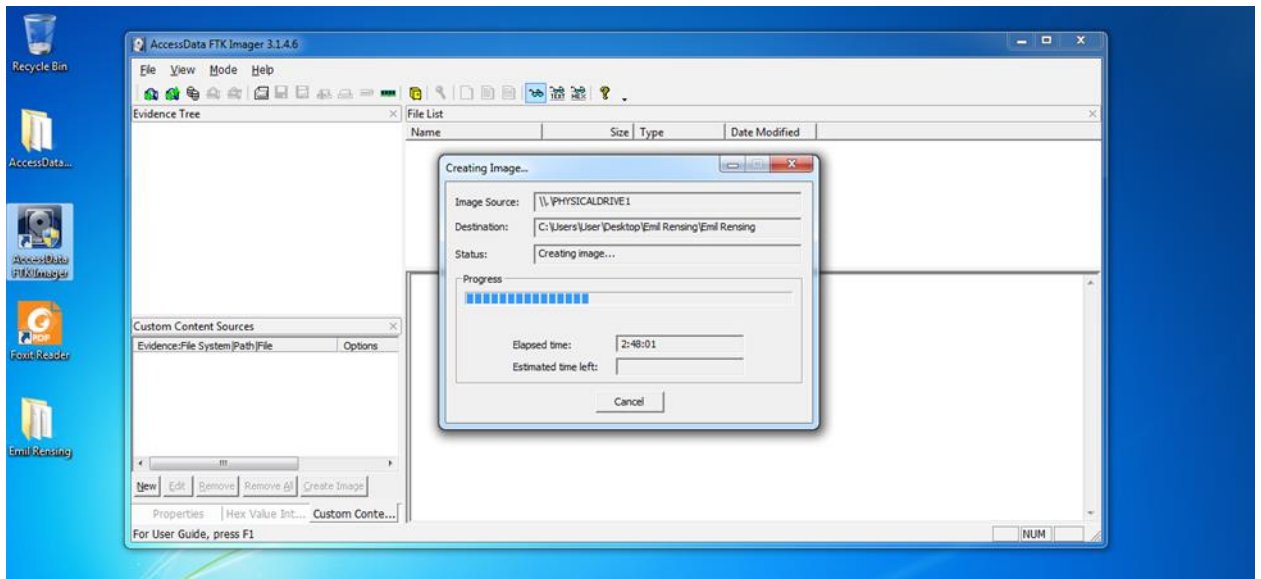 Recycle Bin
AccessData...
AccessData
FTK Imager
Foxit Reader
Emil Rensing
AccessData FTK Imager 3.1.4.6
File View Mode Help
Evidence Tree
File List
Name Size Type Date Modified
Creating Image...
Image Source: \\.\PHYSICALDRIVE1
Destination: C:\Users\User\Desktop\Emil Rensing\Emil Rensing
Status: Creating image...
Progress
Elapsed time: 2:48:01
Estimated time left:
Cancel
Custom Content Sources
Evidence:File System|Path|File Options
New Edit Remove Remove All Create Image
Properties Hex Value Int... Custom Conte...
For User Guide, press F1 NUM